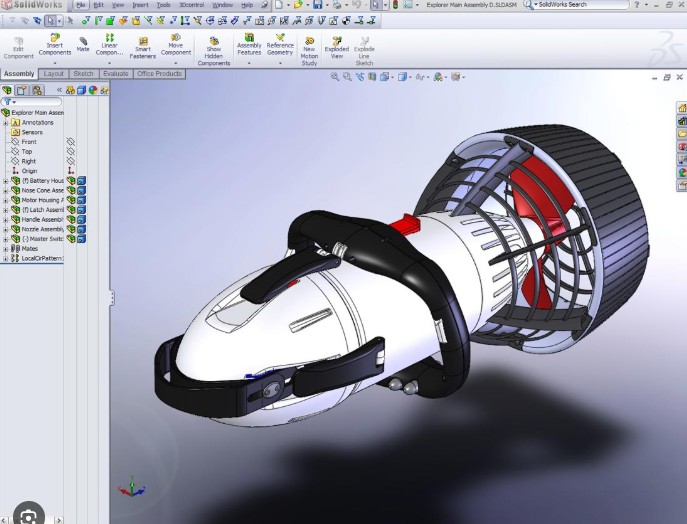 SolidWorks File Edit View Insert Tools 3Dcontrol Window Help Explorer Main Assembly D.SLDASM SolidWorks Search
Edit Component
Insert Components
Mate
Linear Compon...
Smart Fasteners
Move Component
Show Hidden Components
Assembly Features
Reference Geometry
New Motion Study
Exploded View
Explode Line Sketch
Assembly Layout Sketch Evaluate Office Products
Explorer Main Assem
Annotations
Sensors
Front
Top
Right
Origin
(f) Battery Hous
Nose Cone Asse
Motor Housing A
(f) Latch Assembl
Handle Assembl
Nozzle Assembly
(-) Master Switc
Mates
LocalCirPattern